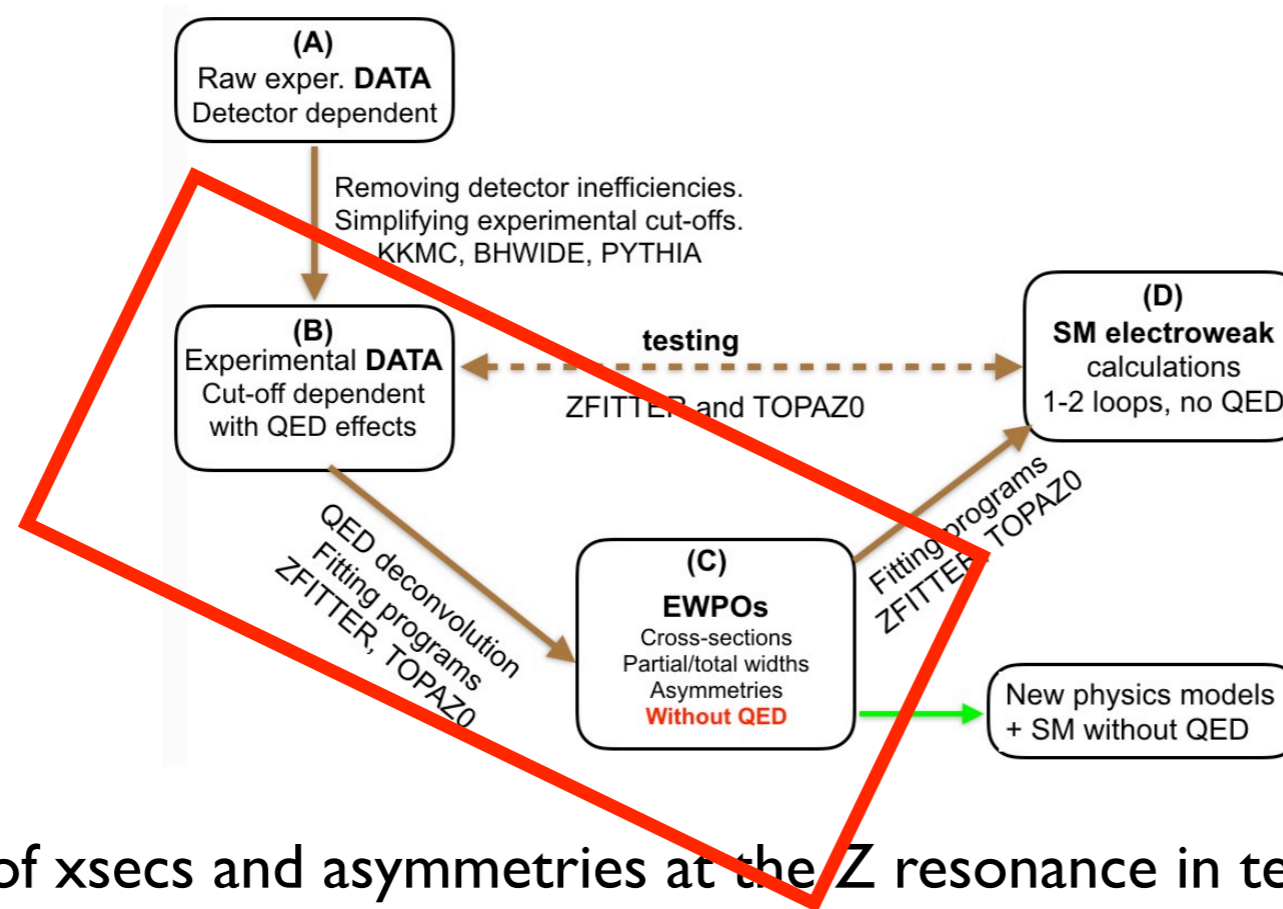 (A)
Raw exper. DATA
Detector dependent
Removing detector inefficiencies.
Simplifying experimental cut-offs.
KKMC, BHWIDE, PYTHIA
(B)
Experimental DATA
Cut-off dependent
with QED effects
testing
ZFITTER and TOPAZ0
(D)
SM electroweak
calculations
1-2 loops, no QED
QED deconvolution
Fitting programs
ZFITTER, TOPAZ0
(C)
EWPOs
Cross-sections
Partial/total widths
Asymmetries
Without QED
Fitting programs
ZFITTER, TOPAZ0
New physics models
+ SM without QED
of xsecs and asymmetries at the Z resonance in te